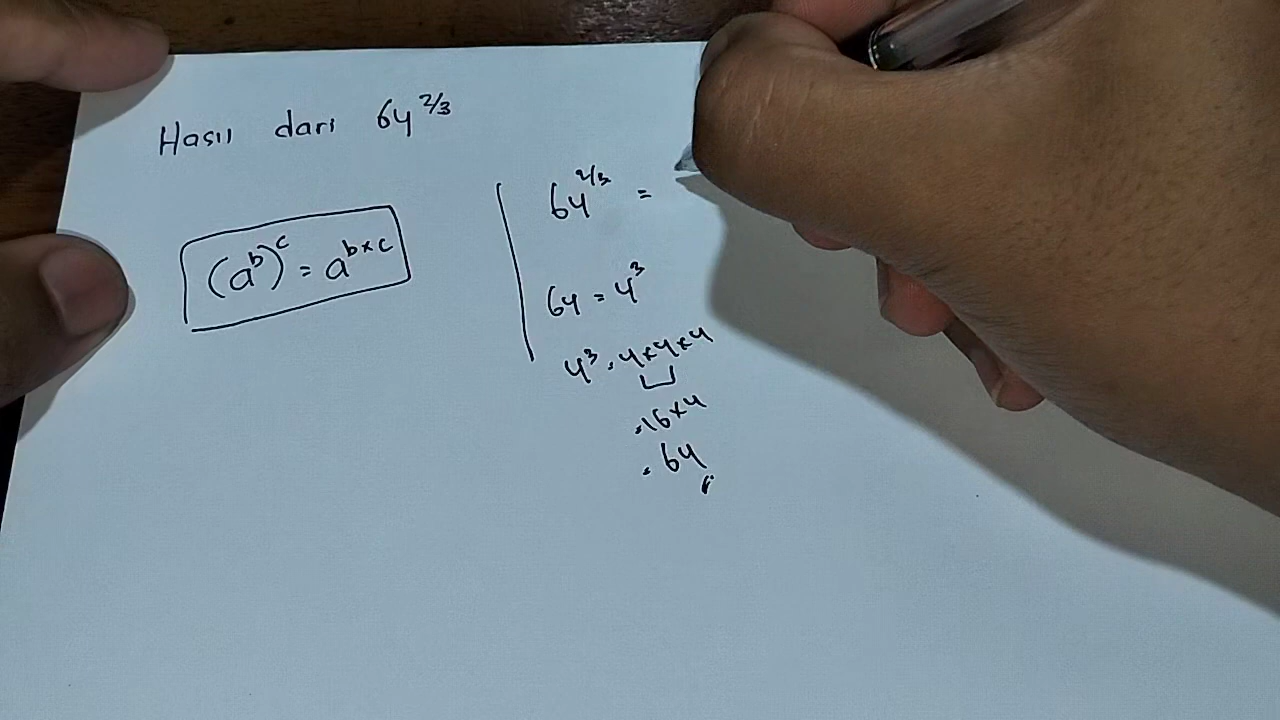 Hasil dari 64^2/3
(a^b)^c = a^b×c
64^2/3 =
64 = 4^3
4^3 = 4×4×4
= 16×4
= 64